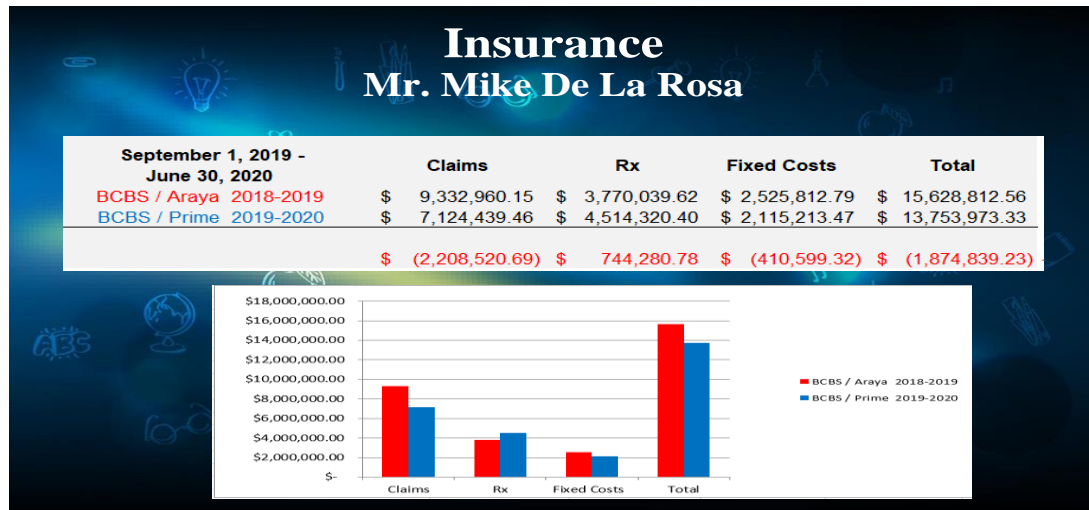 Insurance
Mr. Mike De La Rosa
September 1, 2019 -
June 30, 2020
Claims Rx Fixed Costs Total
BCBS / Araya 2018-2019 $ 9,332,960.15 $ 3,770,039.62 $ 2,525,812.79 $ 15,628,812.56
BCBS / Prime 2019-2020 $ 7,124,439.46 $ 4,514,320.40 $ 2,115,213.47 $ 13,753,973.33
$ (2,208,520.69) $ 744,280.78 $ (410,599.32) $ (1,874,839.23)
$18,000,000.00
$16,000,000.00
$14,000,000.00
$12,000,000.00
$10,000,000.00
$8,000,000.00
$6,000,000.00
$4,000,000.00
$2,000,000.00
$-
Claims Rx Fixed Costs Total
BCBS / Araya 2018-2019
BCBS / Prime 2019-2020
ABC